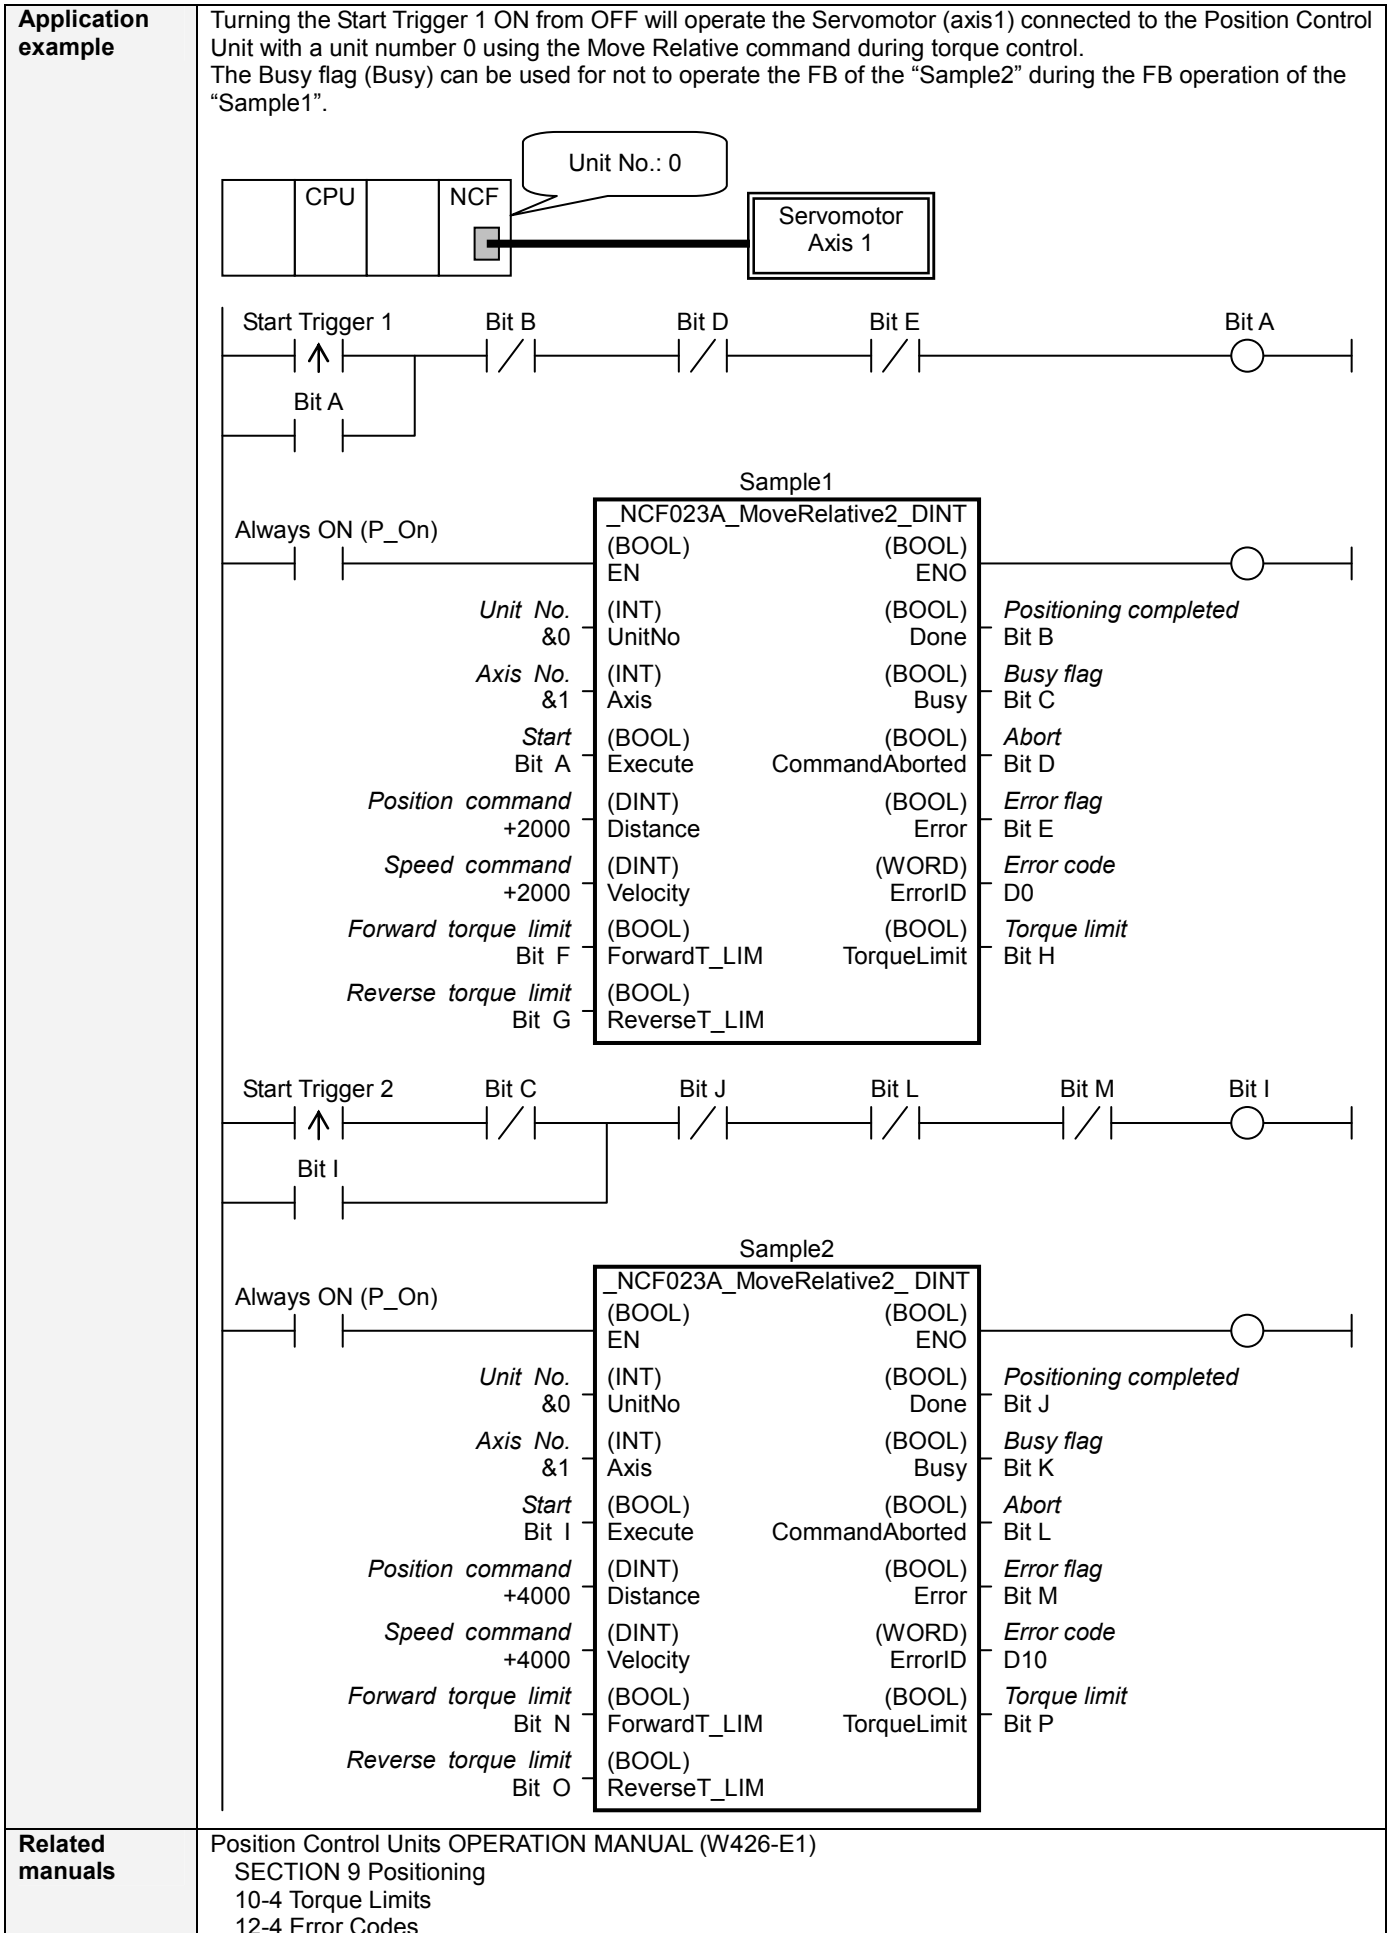 Application
example
Turning the Start Trigger 1 ON from OFF will operate the Servomotor (axis1) connected to the Position Control
Unit with a unit number 0 using the Move Relative command during torque control.
The Busy flag (Busy) can be used for not to operate the FB of the “Sample2” during the FB operation of the
“Sample1”.
Unit No.: 0
CPU NCF
Servomotor
Axis 1
Start Trigger 1 Bit B Bit D Bit E Bit A
Bit A
Sample1
_NCF023A_MoveRelative2_DINT
Always ON (P_On)
(BOOL) (BOOL)
EN ENO
Unit No. (INT) (BOOL) Positioning completed
&0 UnitNo Done Bit B
Axis No. (INT) (BOOL) Busy flag
&1 Axis Busy Bit C
Start (BOOL) (BOOL) Abort
Bit A Execute CommandAborted Bit D
Position command (DINT) (BOOL) Error flag
+2000 Distance Error Bit E
Speed command (DINT) (WORD) Error code
+2000 Velocity ErrorID D0
Forward torque limit (BOOL) (BOOL) Torque limit
Bit F ForwardT_LIM TorqueLimit Bit H
Reverse torque limit (BOOL)
Bit G ReverseT_LIM
Start Trigger 2 Bit C Bit J Bit L Bit M Bit I
Bit I
Sample2
_NCF023A_MoveRelative2_ DINT
Always ON (P_On)
(BOOL) (BOOL)
EN ENO
Unit No. (INT) (BOOL) Positioning completed
&0 UnitNo Done Bit J
Axis No. (INT) (BOOL) Busy flag
&1 Axis Busy Bit K
Start (BOOL) (BOOL) Abort
Bit I Execute CommandAborted Bit L
Position command (DINT) (BOOL) Error flag
+4000 Distance Error Bit M
Speed command (DINT) (WORD) Error code
+4000 Velocity ErrorID D10
Forward torque limit (BOOL) (BOOL) Torque limit
Bit N ForwardT_LIM TorqueLimit Bit P
Reverse torque limit (BOOL)
Bit O ReverseT_LIM
Related
manuals
Position Control Units OPERATION MANUAL (W426-E1)
SECTION 9 Positioning
10-4 Torque Limits
12-4 Error Codes